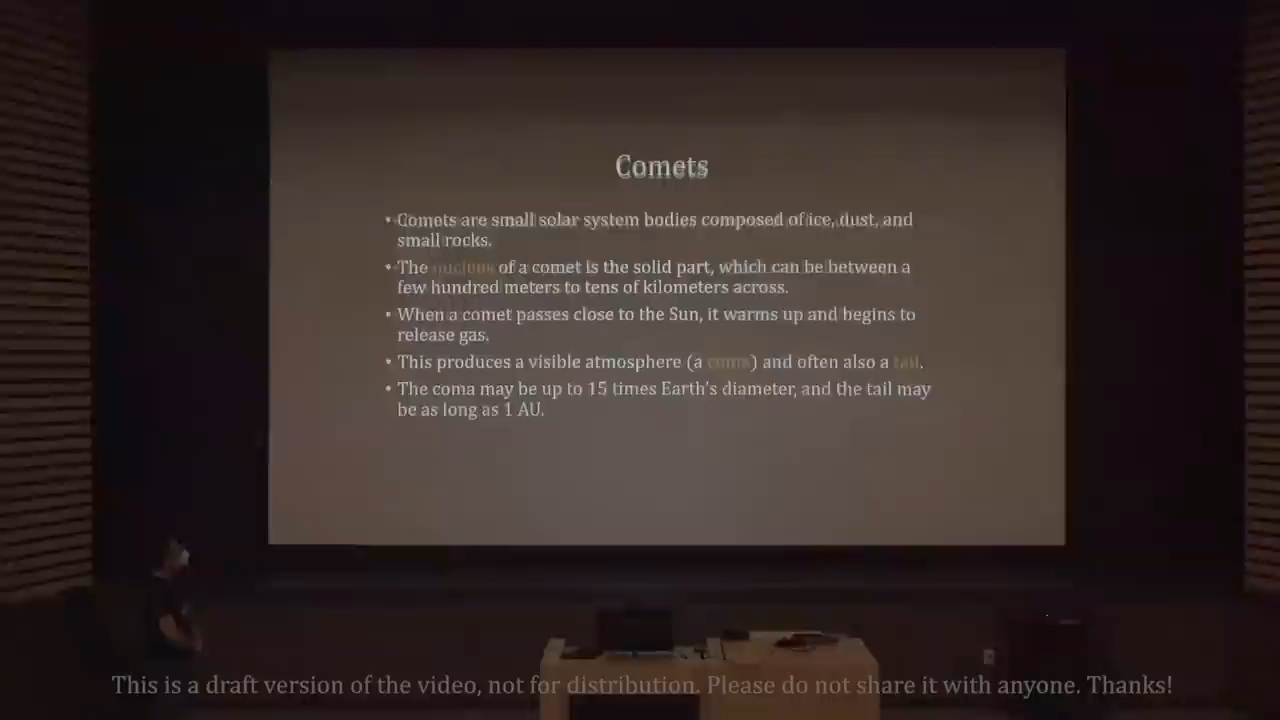 Comets
• Comets are small solar system bodies composed of ice, dust, and
small rocks.
• The nucleus of a comet is the solid part, which can be between a
few hundred meters to tens of kilometers across.
• When a comet passes close to the Sun, it warms up and begins to
release gas.
• This produces a visible atmosphere (a coma) and often also a tail.
• The coma may be up to 15 times Earth's diameter, and the tail may
be as long as 1 AU.
This is a draft version of the video, not for distribution. Please do not share it with anyone. Thanks!